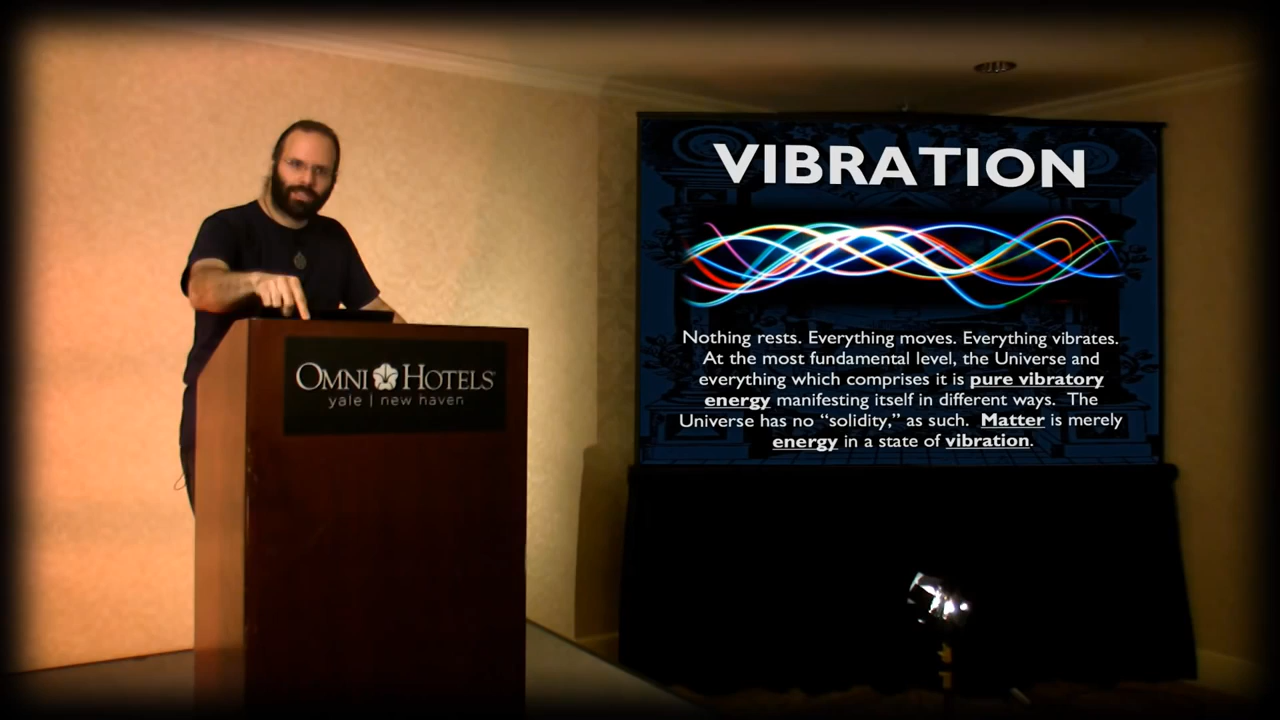 OMNI HOTELS
yale | new haven
VIBRATION
Nothing rests. Everything moves. Everything vibrates.
At the most fundamental level, the Universe and
everything which comprises it is pure vibratory
energy manifesting itself in different ways. The
Universe has no “solidity,” as such. Matter is merely
energy in a state of vibration.